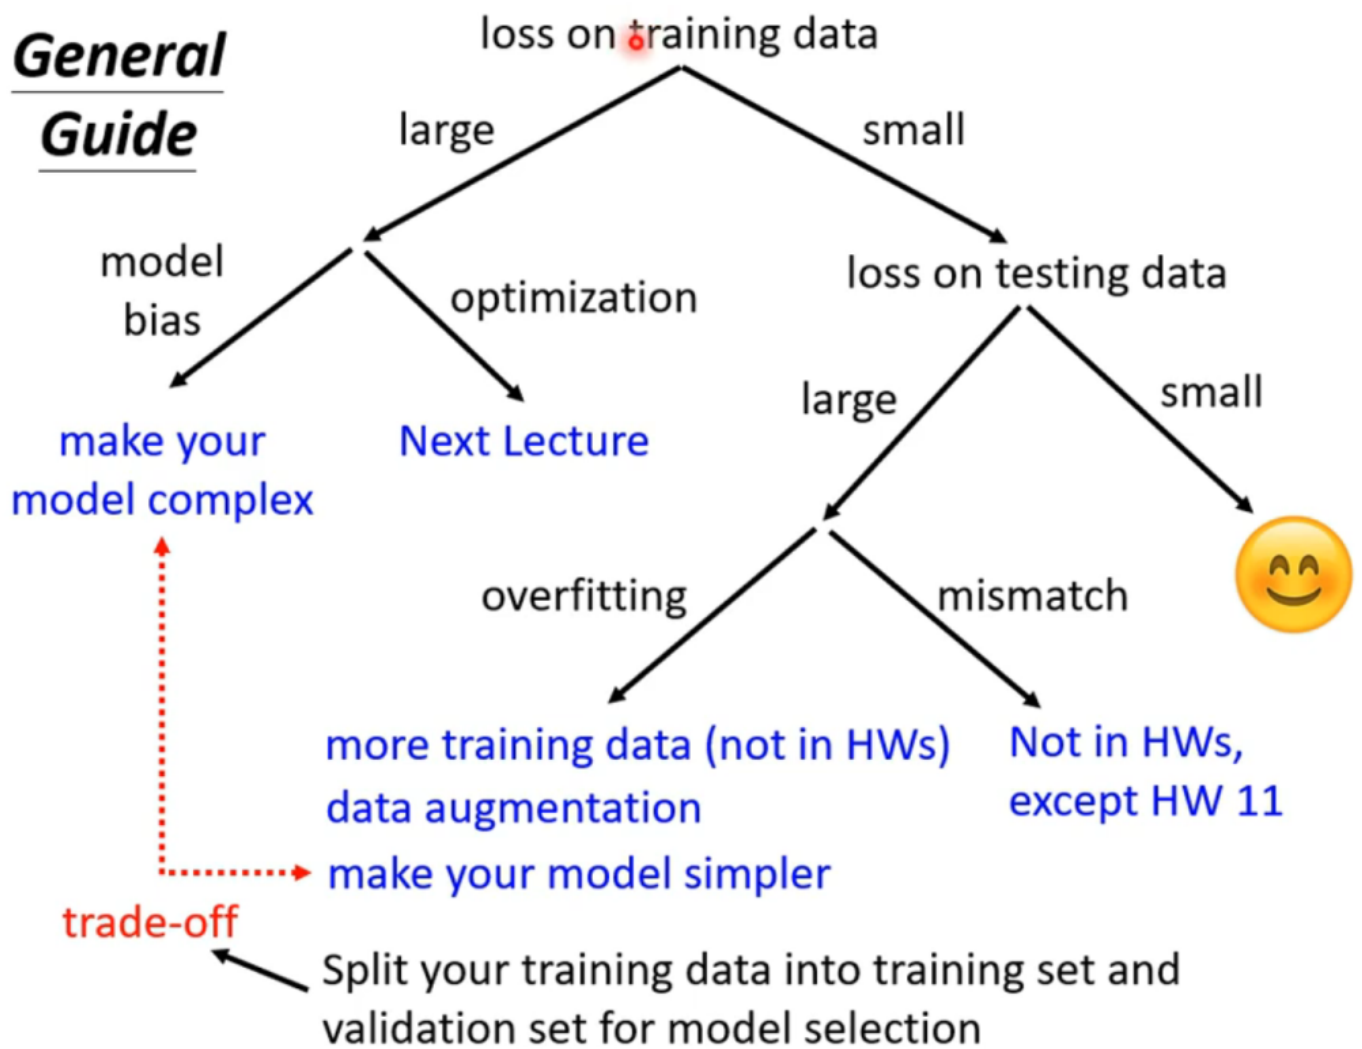 General
Guide
loss on training data
large
small
model
bias
optimization
loss on testing data
make your
model complex
Next Lecture
large
small
overfitting
mismatch
more training data (not in HWs)
data augmentation
make your model simpler
Not in HWs,
except HW 11
trade-off
Split your training data into training set and
validation set for model selection